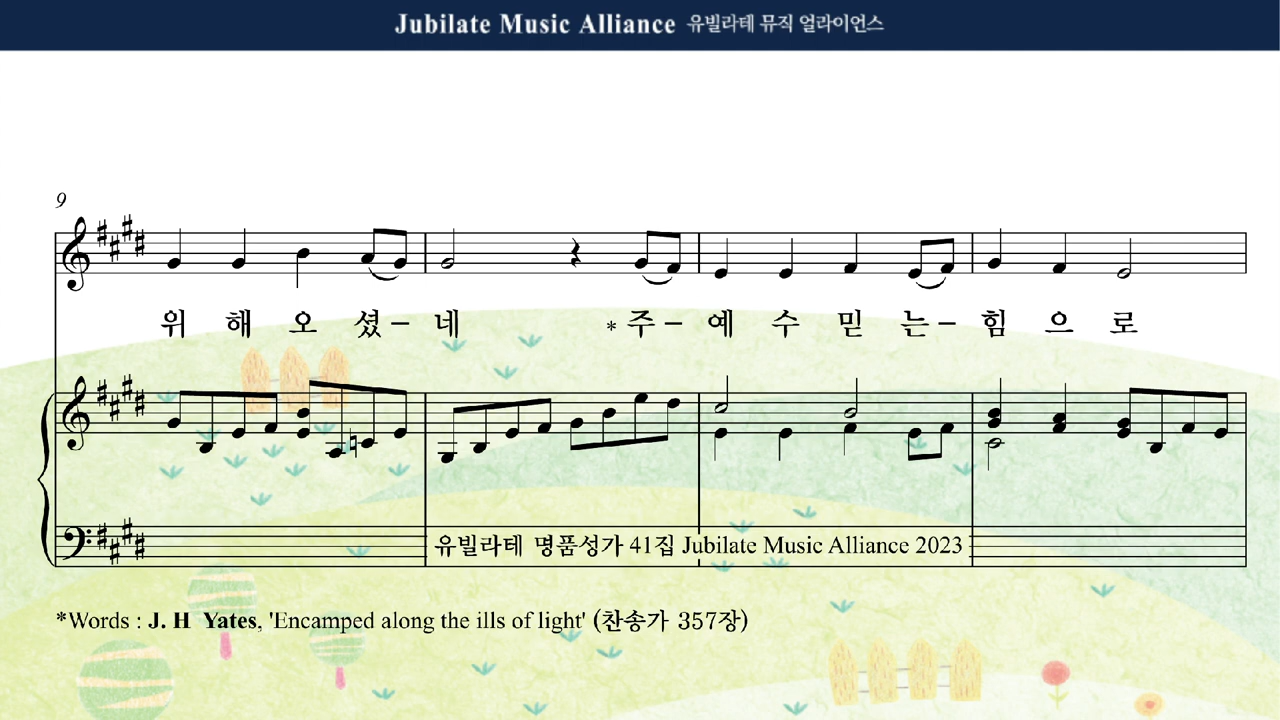 Jubilate Music Alliance 유빌라테 뮤직 얼라이언스
9
위 해 오 셨 – 네 * 주 – 예 수 믿 는 – 힘 으 로
유빌라테 명품성가 41집 Jubilate Music Alliance 2023
*Words : J. H Yates, 'Encamped along the ills of light' (찬송가 357장)